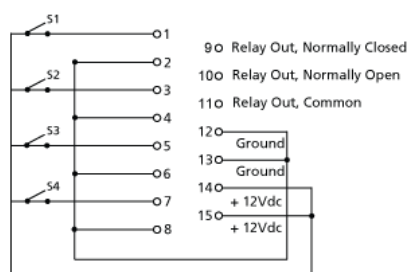 S1
1
2
S2
3
4
S3
5
6
S4
7
8
9 Relay Out, Normally Closed
10 Relay Out, Normally Open
11 Relay Out, Common
12
Ground
13
Ground
14
+ 12Vdc
15
+ 12Vdc